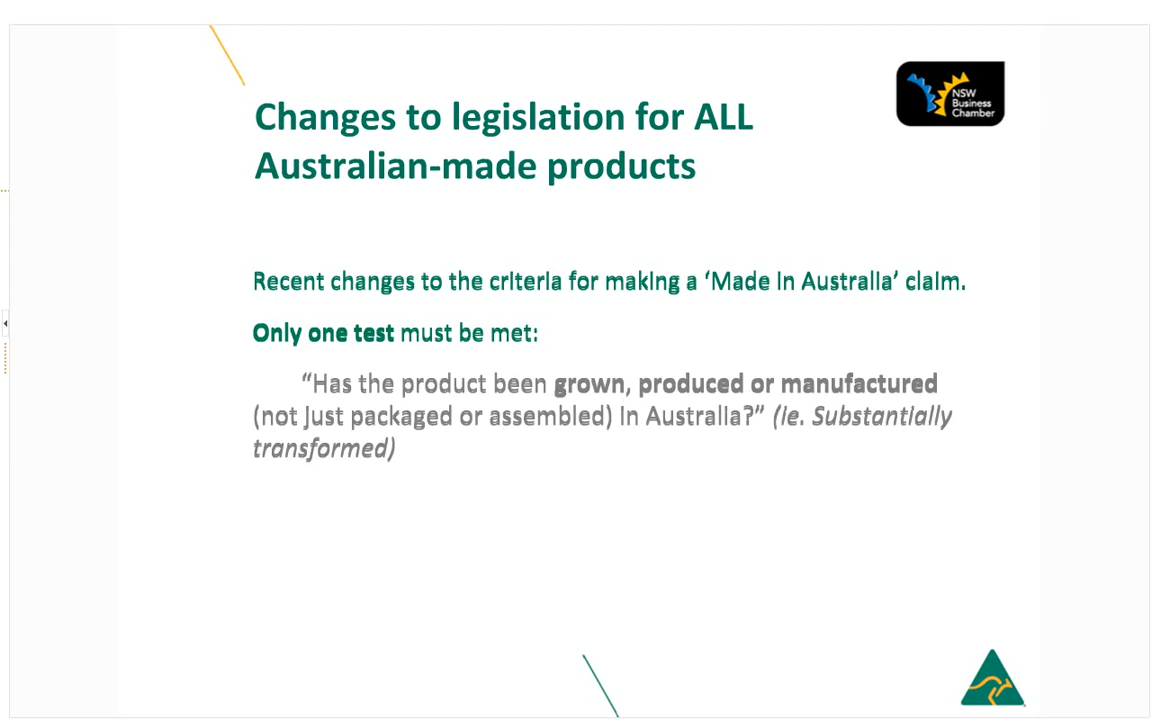 Changes to legislation for ALL
Australian-made products
NSW
Business
Chamber
Recent changes to the criteria for making a ‘Made in Australia’ claim.
Only one test must be met:
“Has the product been grown, produced or manufactured
(not just packaged or assembled) in Australia?” (ie. Substantially
transformed)